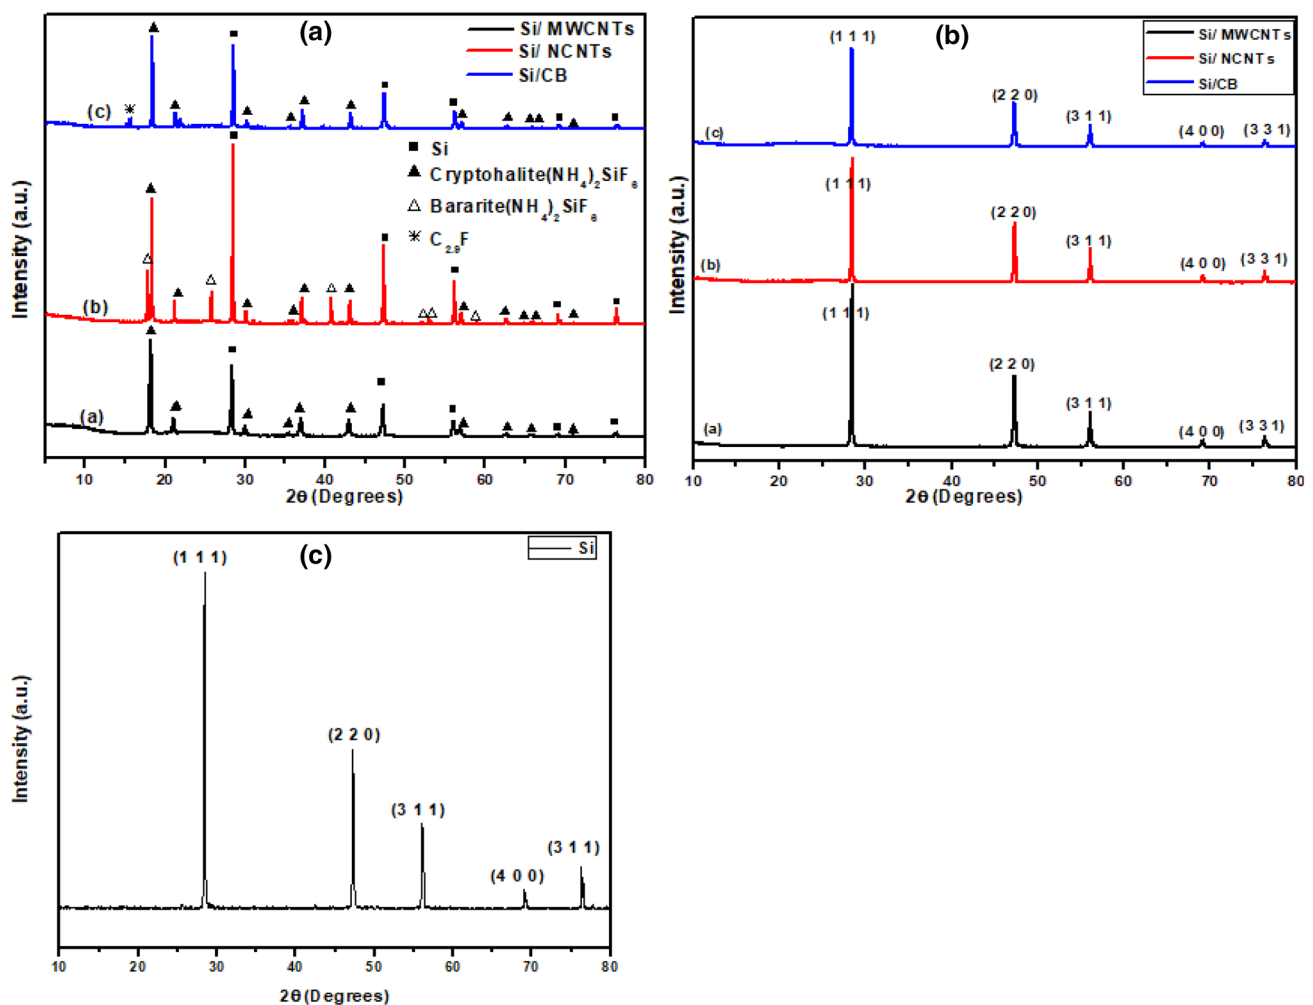 (a)
Si/ MWCNTs
Si/ NCNTs
Si/CB
(c)
Si
Cryptohalite(NH4)2SiF6
Bararite(NH4)2SiF6
C2.9F
(b)
(a)
Intensity (a.u.)
5 10 20 30 40 50 60 70 80
2θ (Degrees)
(b)
Si/ MWCNTs
Si/ NCNTs
Si/CB
(1 1 1)
(2 2 0)
(3 1 1)
(4 0 0)
(3 3 1)
(c)
(1 1 1)
(2 2 0)
(3 1 1)
(4 0 0)
(3 3 1)
(b)
(1 1 1)
(2 2 0)
(3 1 1)
(4 0 0)
(3 3 1)
(a)
Intensity (a.u.)
10 20 30 40 50 60 70 80
2θ (Degrees)
(c)
Si
(1 1 1)
(2 2 0)
(3 1 1)
(4 0 0)
(3 1 1)
Intensity (a.u.)
10 20 30 40 50 60 70 80
2θ (Degrees)